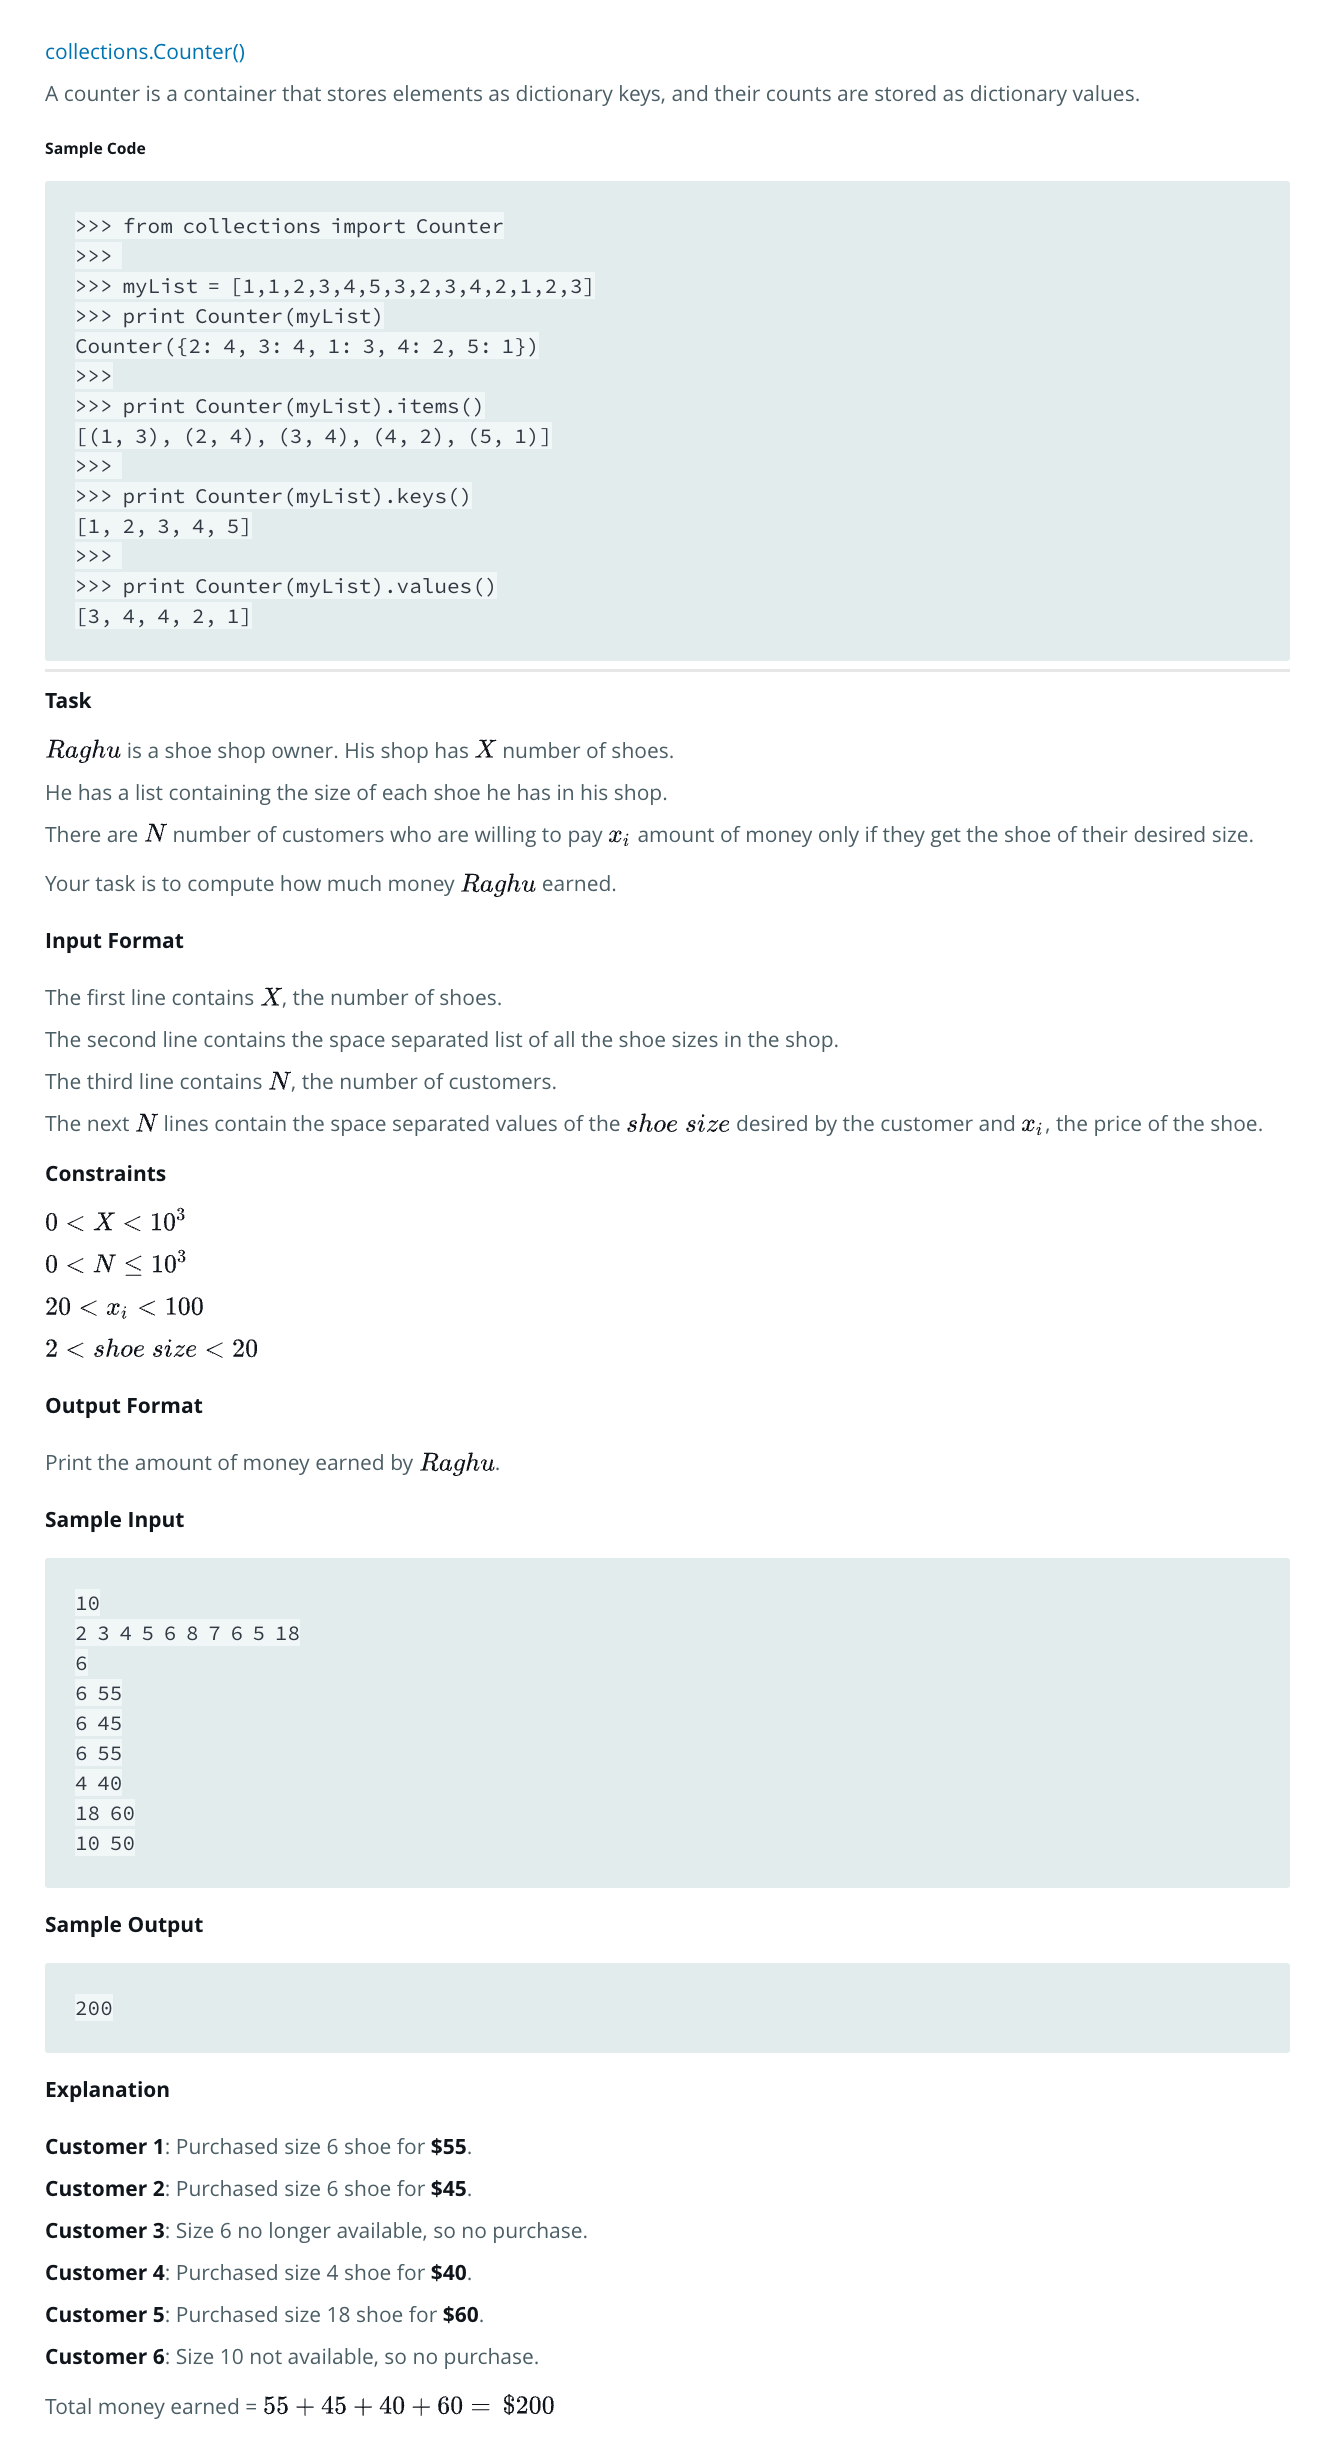 collections.Counter()
A counter is a container that stores elements as dictionary keys, and their counts are stored as dictionary values.
Sample Code
>>> from collections import Counter
>>>
>>> myList = [1,1,2,3,4,5,3,2,3,4,2,1,2,3]
>>> print Counter(myList)
Counter({2: 4, 3: 4, 1: 3, 4: 2, 5: 1})
>>>
>>> print Counter(myList).items()
[(1, 3), (2, 4), (3, 4), (4, 2), (5, 1)]
>>>
>>> print Counter(myList).keys()
[1, 2, 3, 4, 5]
>>>
>>> print Counter(myList).values()
[3, 4, 4, 2, 1]
Task
Raghu is a shoe shop owner. His shop has X number of shoes.
He has a list containing the size of each shoe he has in his shop.
There are N number of customers who are willing to pay x_i amount of money only if they get the shoe of their desired size.
Your task is to compute how much money Raghu earned.
Input Format
The first line contains X, the number of shoes.
The second line contains the space separated list of all the shoe sizes in the shop.
The third line contains N, the number of customers.
The next N lines contain the space separated values of the shoe size desired by the customer and x_i, the price of the shoe.
Constraints
0 < X < 10^3
0 < N ≤ 10^3
20 < x_i < 100
2 < shoe size < 20
Output Format
Print the amount of money earned by Raghu.
Sample Input
10
2 3 4 5 6 8 7 6 5 18
6
6 55
6 45
6 55
4 40
18 60
10 50
Sample Output
200
Explanation
Customer 1: Purchased size 6 shoe for $55.
Customer 2: Purchased size 6 shoe for $45.
Customer 3: Size 6 no longer available, so no purchase.
Customer 4: Purchased size 4 shoe for $40.
Customer 5: Purchased size 18 shoe for $60.
Customer 6: Size 10 not available, so no purchase.
Total money earned = 55 + 45 + 40 + 60 = $200